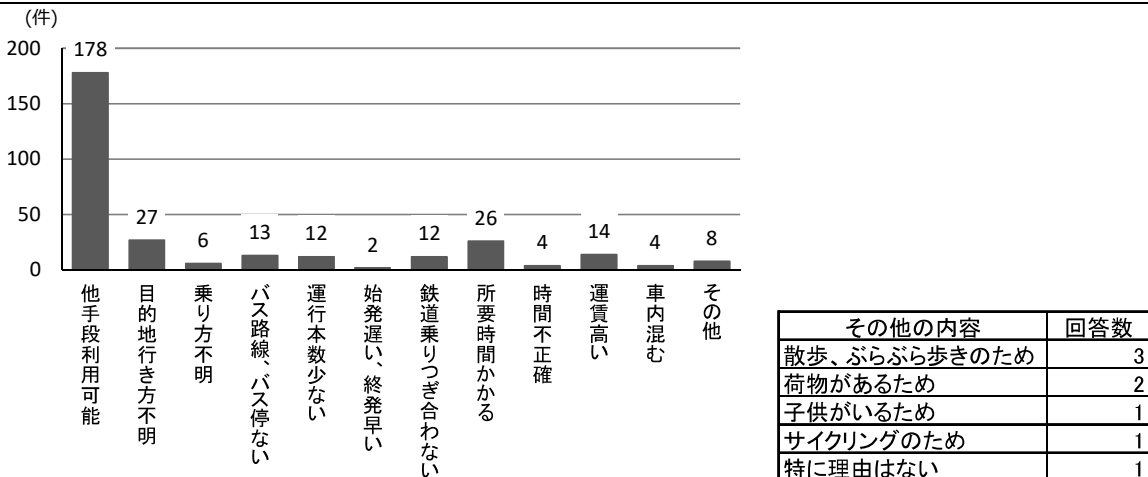 (件)
200
150
100
50
0
178
27
6
13
12
2
12
26
4
14
4
8
他手段利用可能
目的地行き方不明
乗り方不明
バス路線、バス停ない
運行本数少ない
始発遅い、終発早い
鉄道乗りつぎ合わない
所要時間かかる
時間不正確
運賃高い
車内混む
その他
その他の内容 回答数
散歩、ぶらぶら歩きのため 3
荷物があるため 2
子供がいるため 1
サイクリングのため 1
特に理由はない 1